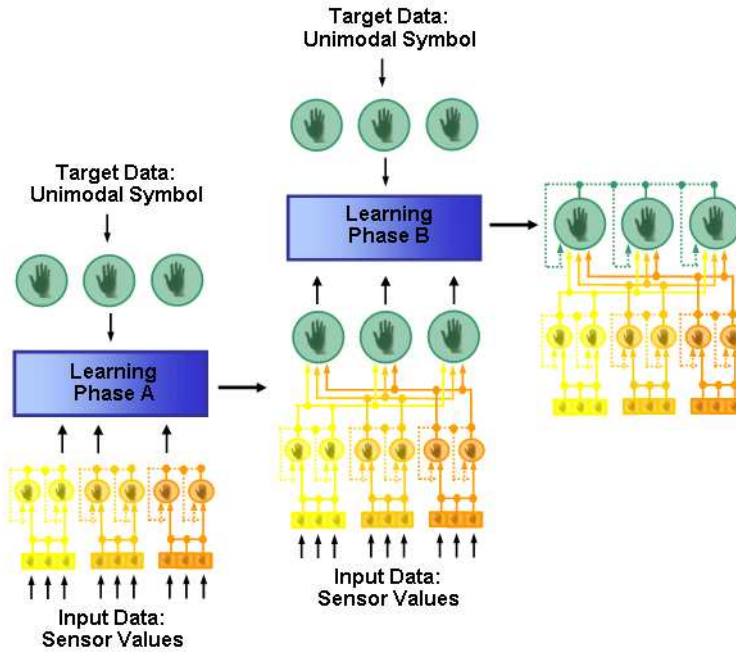 Target Data:
Unimodal Symbol
Learning
Phase A
Input Data:
Sensor Values
Target Data:
Unimodal Symbol
Learning
Phase B
Input Data:
Sensor Values